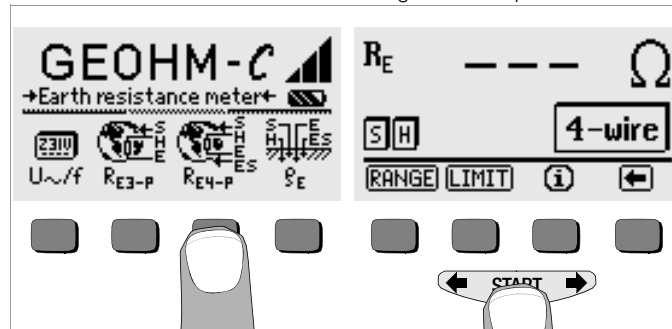 GEOHM-C
→Earth resistance meter←
231V
S H E
S H E ES
S H E ES
U~/f
RE3-P
RE4-P
ρE
RE
– – – Ω
S H
4-wire
RANGE
LIMIT
i
START